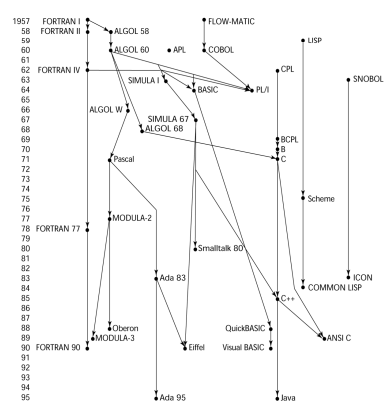 1957 FORTRAN I FLOW-MATIC
58 FORTRAN II ALGOL 58
59 LISP
60 ALGOL 60 APL COBOL
61
62 FORTRAN IV CPL
63 SIMULA I SNOBOL
64 BASIC PL/I
65
66 ALGOL W
67 SIMULA 67
68 ALGOL 68
69 BCPL
70 B
71 Pascal C
72
73
74
75 Scheme
76
77 MODULA-2
78 FORTRAN 77
79
80 Smalltalk 80
81
82
83 Ada 83 ICON
84 COMMON LISP
85 C++
86
87
88 Oberon QuickBASIC
89 MODULA-3 ANSI C
90 FORTRAN 90 Eiffel Visual BASIC
91
92
93
94
95 Ada 95 Java